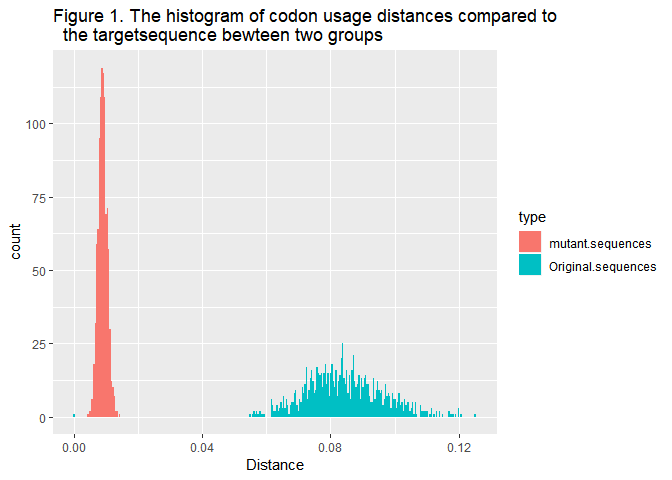 Figure 1. The histogram of codon usage distances compared to
the targetsequence bewteen two groups
100
75
50
25
0
count
0.00 0.04 0.08 0.12
Distance
type
mutant.sequences
Original.sequences